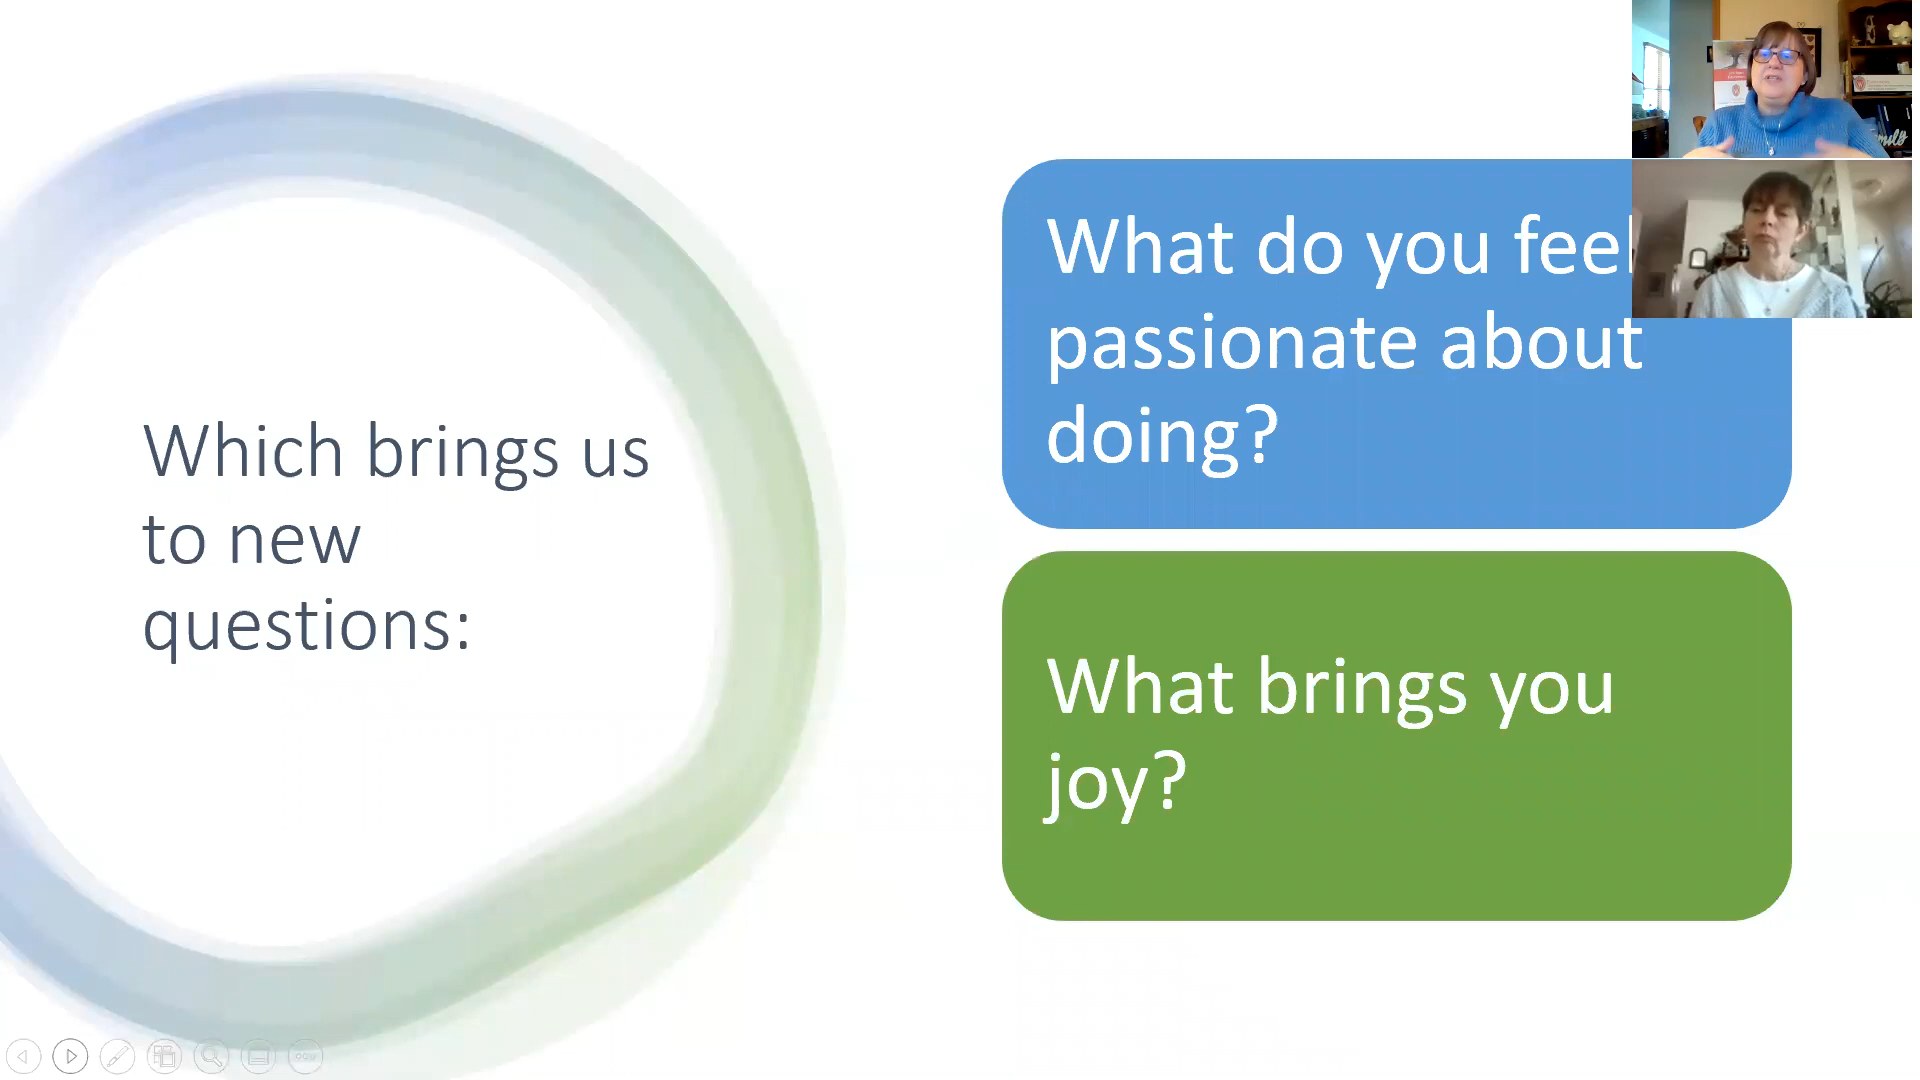 Which brings us
to new
questions:
What do you feel
passionate about
doing?
What brings you
joy?